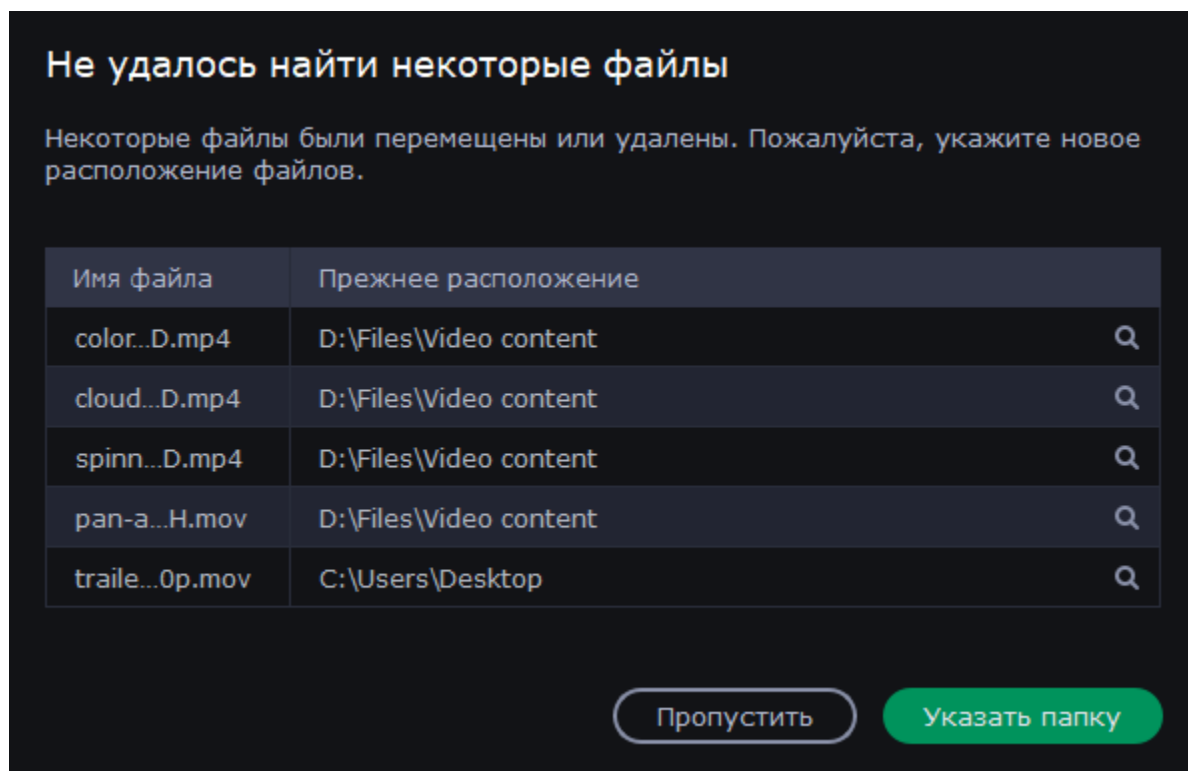 Не удалось найти некоторые файлы
Некоторые файлы были перемещены или удалены. Пожалуйста, укажите новое
расположение файлов.
Имя файла Прежнее расположение
color...D.mp4 D:\Files\Video content
cloud...D.mp4 D:\Files\Video content
spinn...D.mp4 D:\Files\Video content
pan-a...H.mov D:\Files\Video content
traile...0p.mov C:\Users\Desktop
Пропустить Указать папку